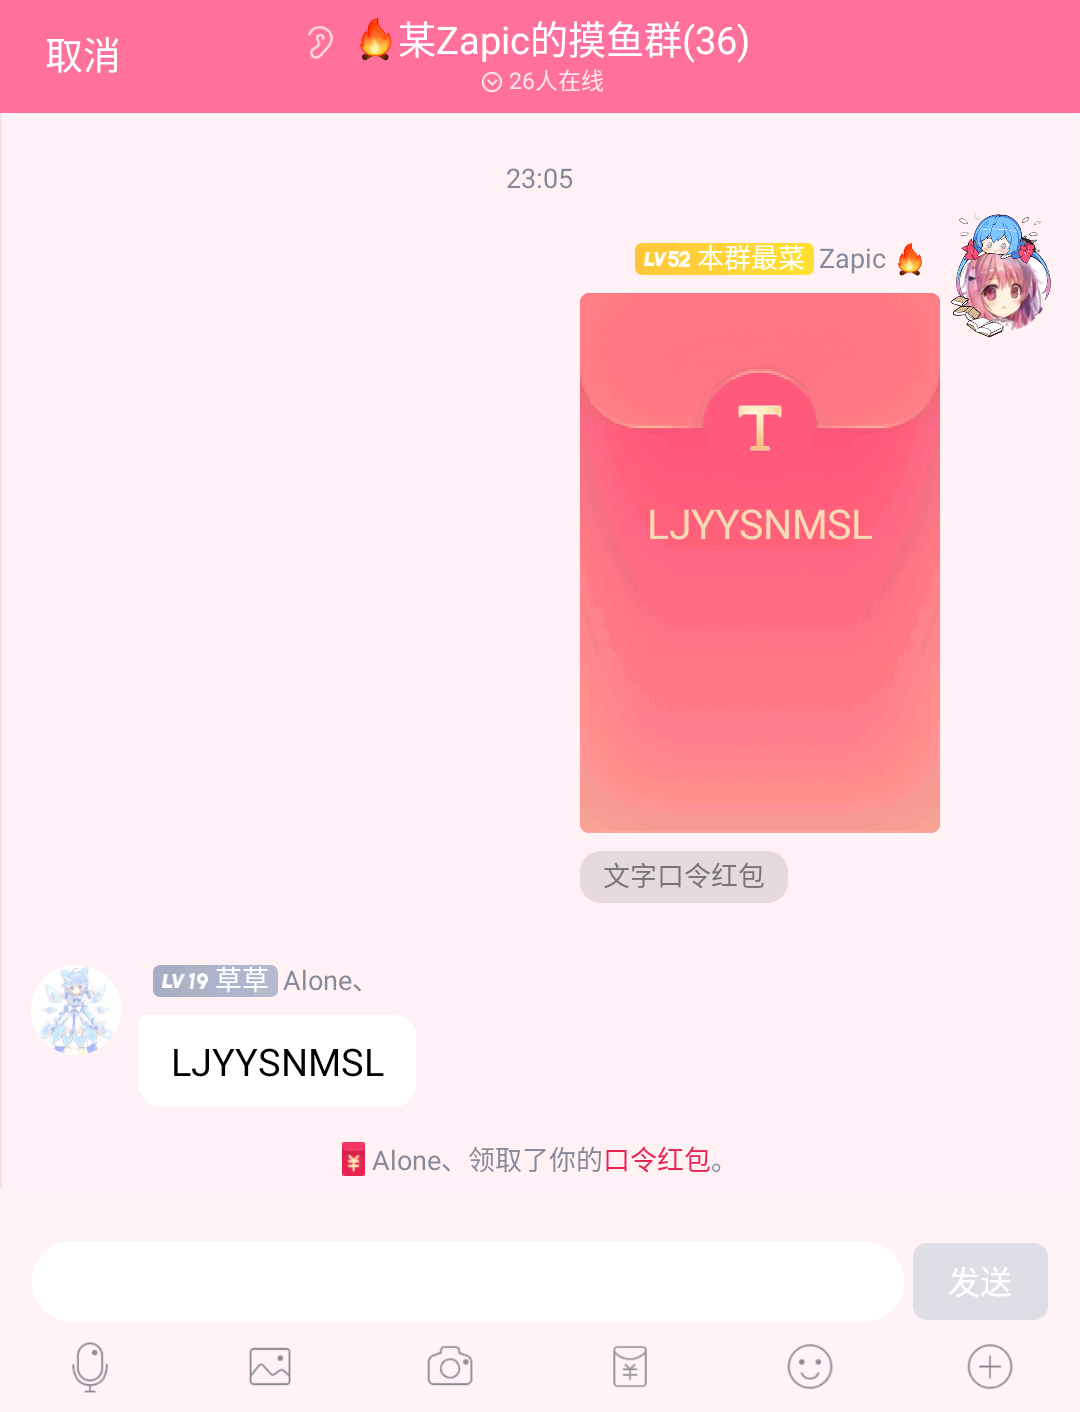 取消
🔥某Zapic的摸鱼群(36)
26人在线
23:05
LV52 本群最菜 Zapic 🔥
T
LJYYSNMSL
文字口令红包
LV19 草草 Alone、
LJYYSNMSL
Alone、领取了你的口令红包。
发送